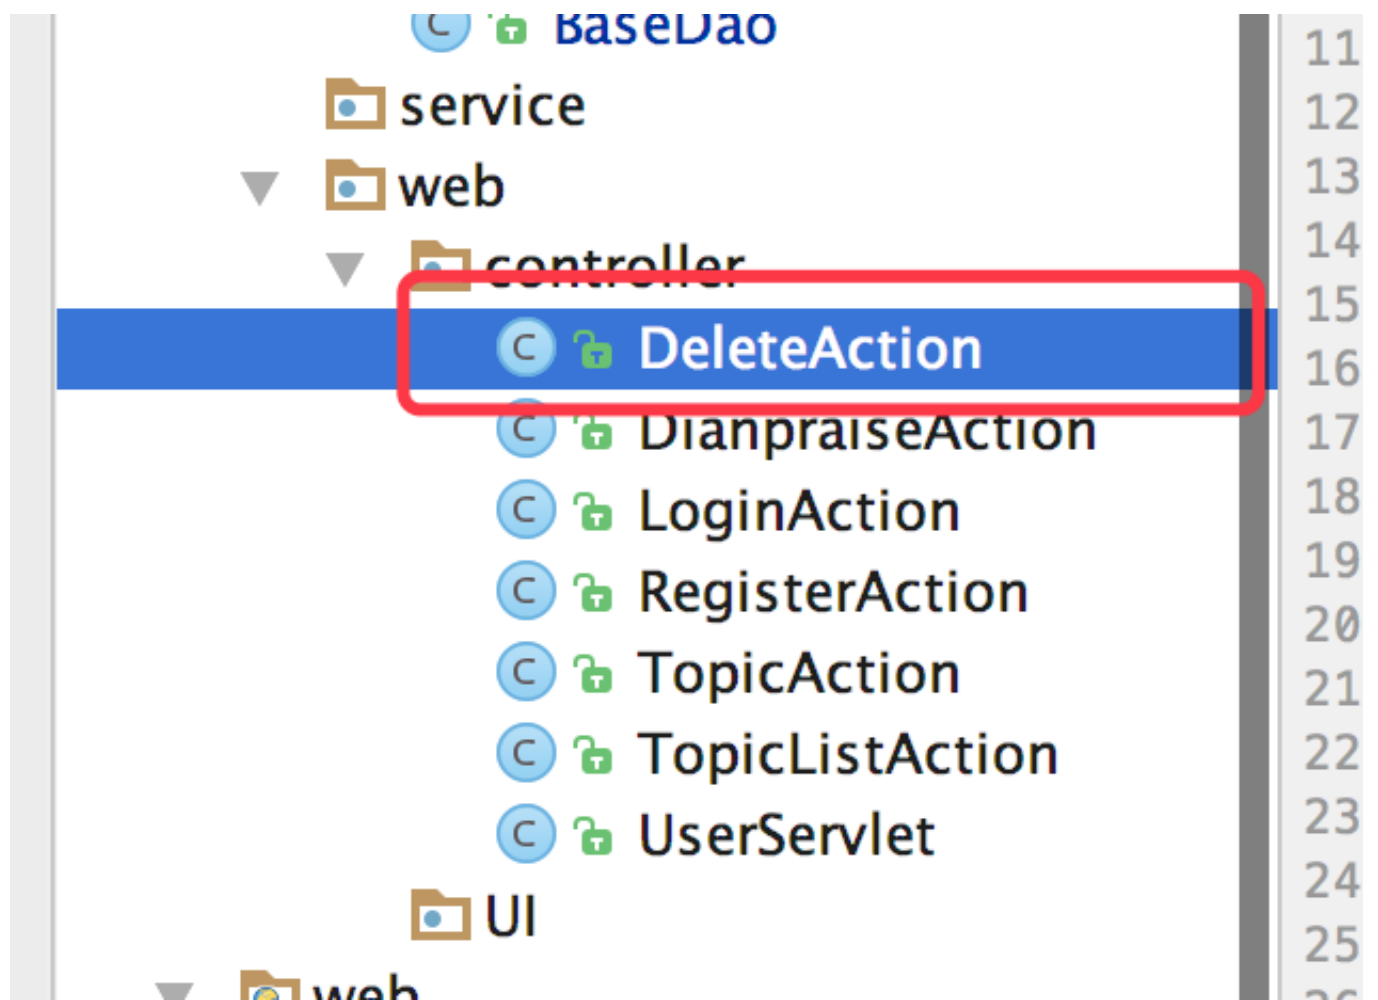 BaseDao
service
web
controller
C DeleteAction
C DianpraiseAction
C LoginAction
C RegisterAction
C TopicAction
C TopicListAction
C UserServlet
UI
web
11
12
13
14
15
16
17
18
19
20
21
22
23
24
25
26